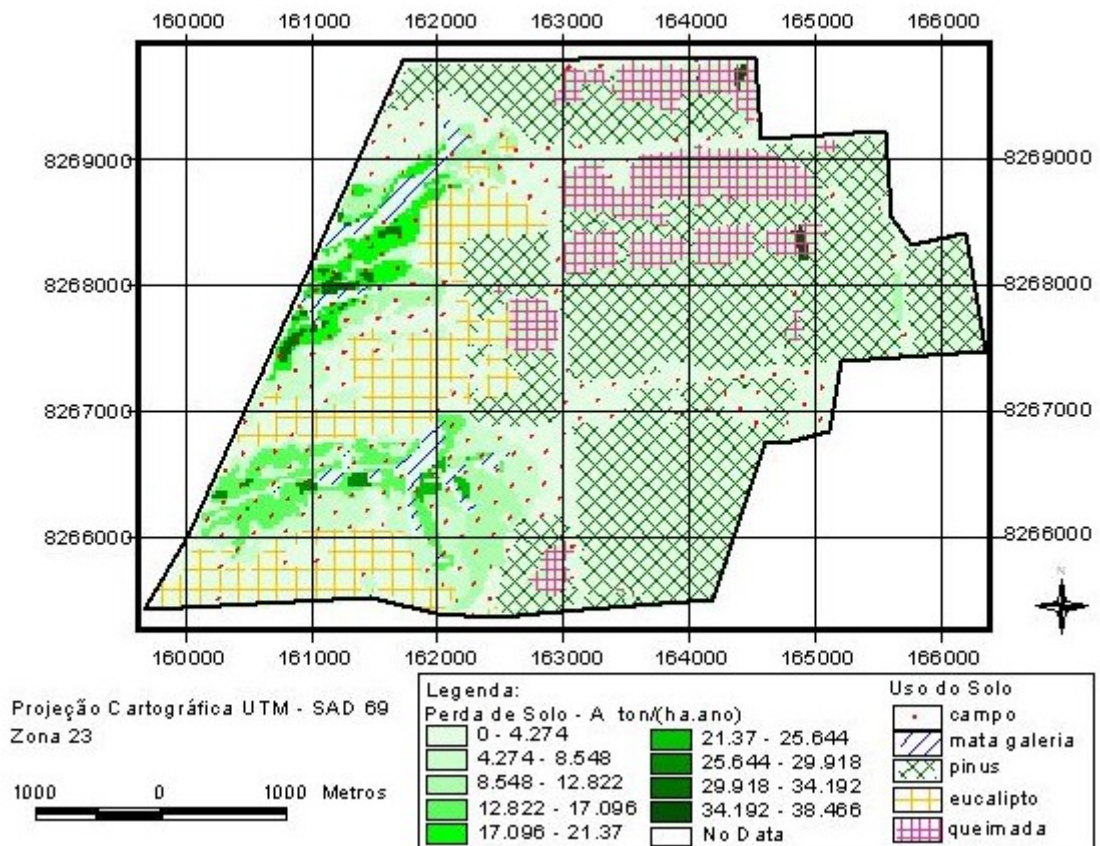 160000 161000 162000 163000 164000 165000 166000
8269000 8269000
8268000 8268000
8267000 8267000
8266000 8266000
N
160000 161000 162000 163000 164000 165000 166000
Projeção Cartográfica UTM - SAD 69
Zona 23
1000 0 1000 Metros
Legenda:
Perda de Solo - A ton/(ha.ano)
0 - 4.274
4.274 - 8.548
8.548 - 12.822
12.822 - 17.096
17.096 - 21.37
21.37 - 25.644
25.644 - 29.918
29.918 - 34.192
34.192 - 38.466
No Data
Uso do Solo
campo
mata galeria
pinus
eucalipto
queimada